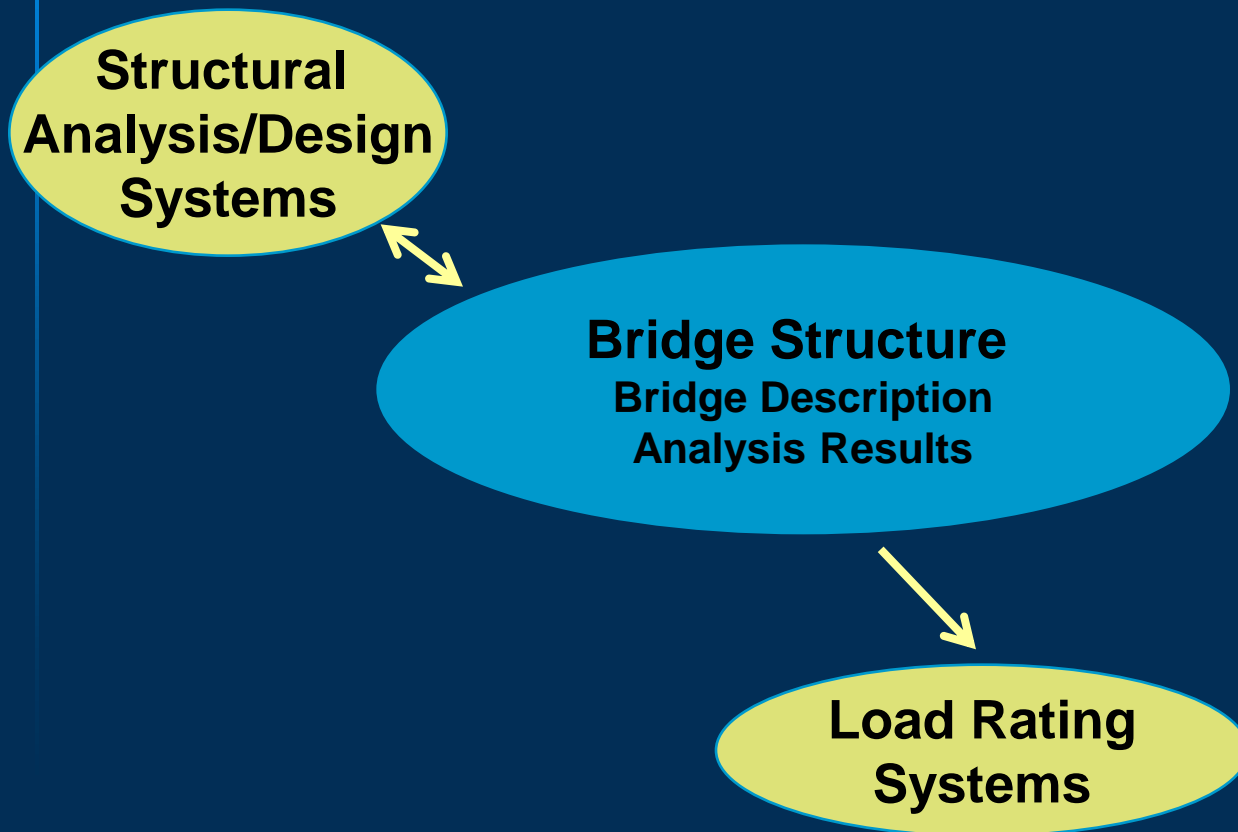 Structural
Analysis/Design
Systems
Bridge Structure
Bridge Description
Analysis Results
Load Rating
Systems